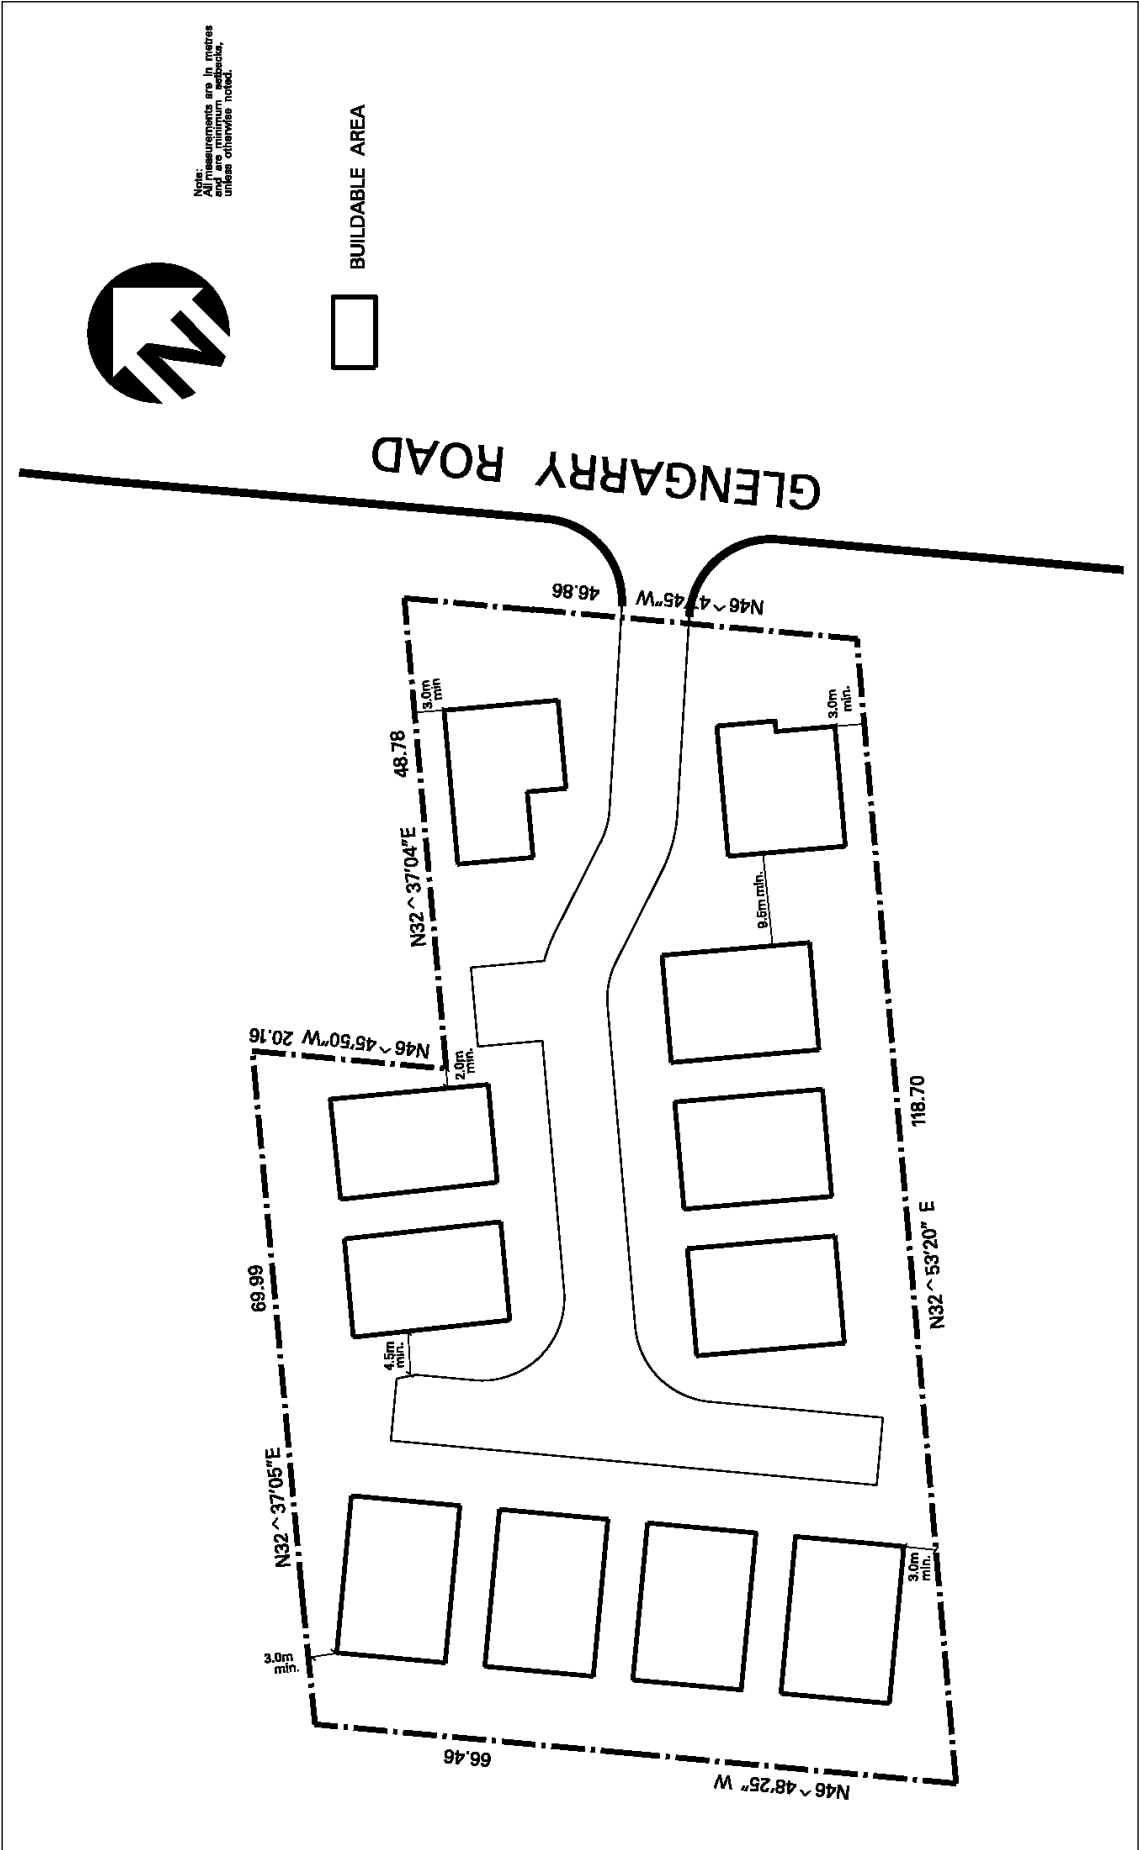 Note:
All measurements are in metres
and are minimum setbacks,
unless otherwise noted.
N
BUILDABLE AREA
GLENGARRY ROAD
46.86
3.0m
min
48.78
N32^37'04"E
3.0m
min.
9.5m min.
N46^45'50"W 20.16
2.0m
min.
69.99
118.70
4.5m
min.
N32^53'20" E
N32^37'05"E
3.0m
min.
3.0m
min.
66.46
N46^48'25" W